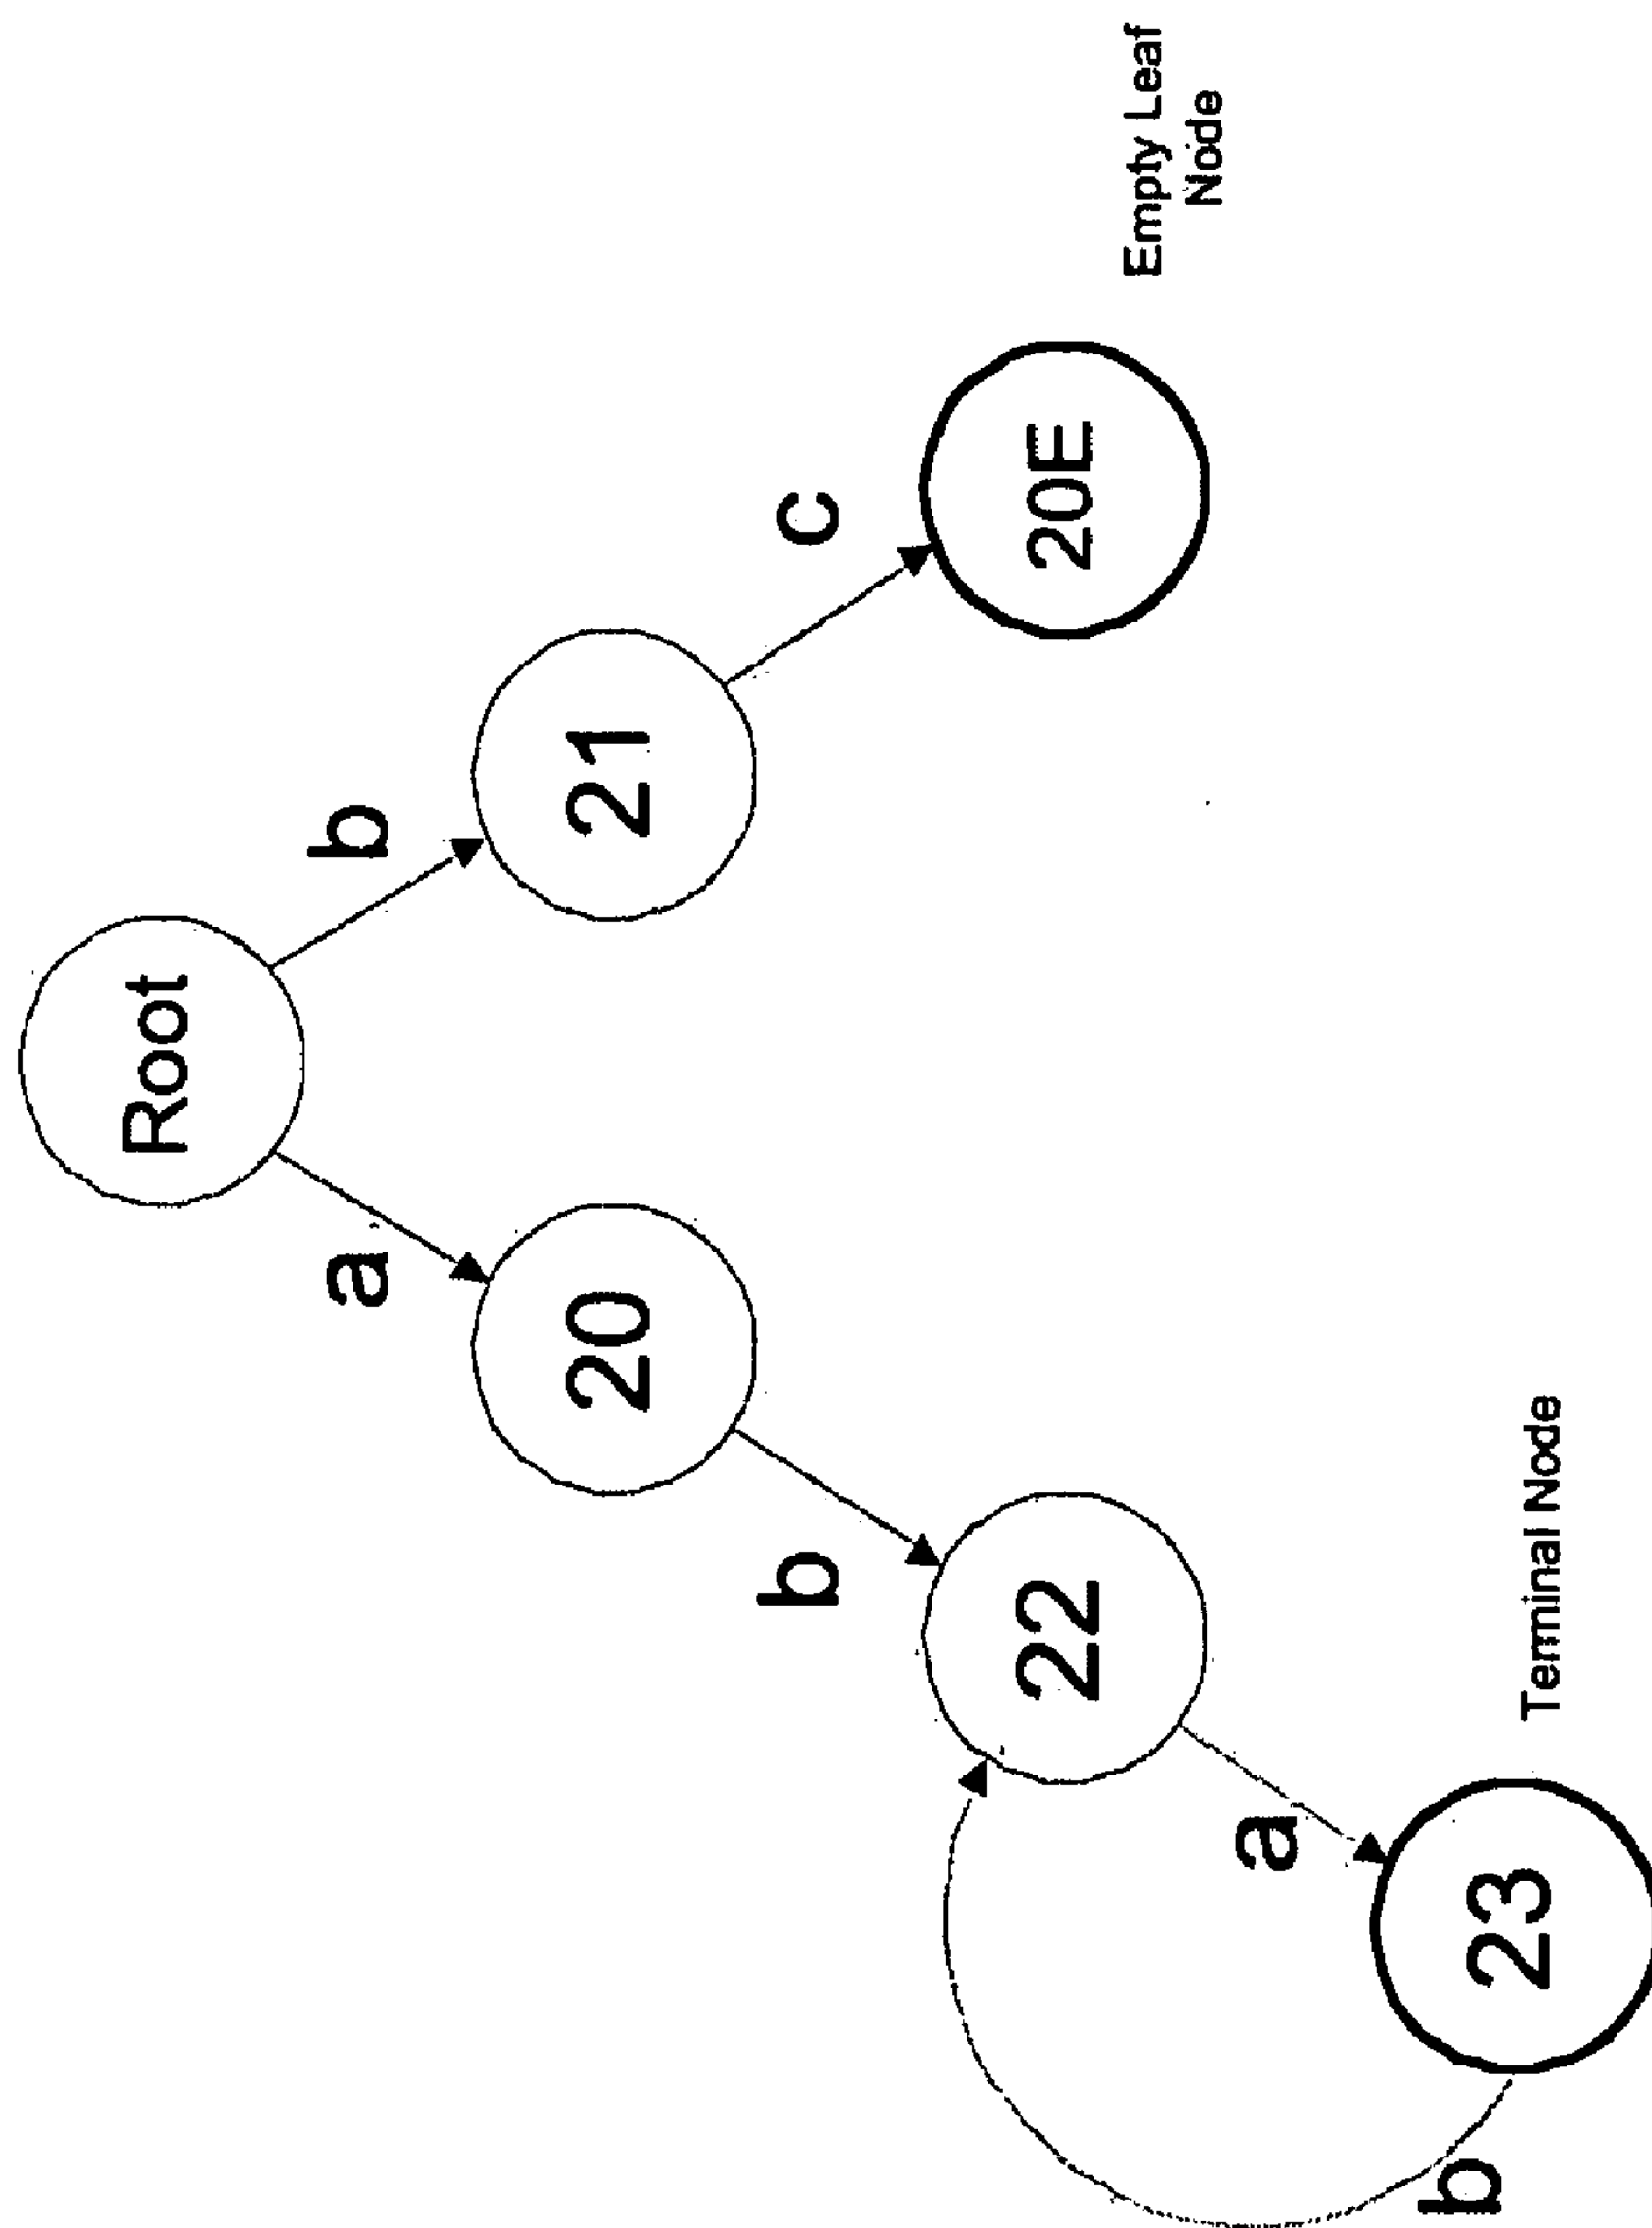 Root
a
b
20
21
b
c
22
20E
Empty Leaf
Node
a
23
Terminal Node
b